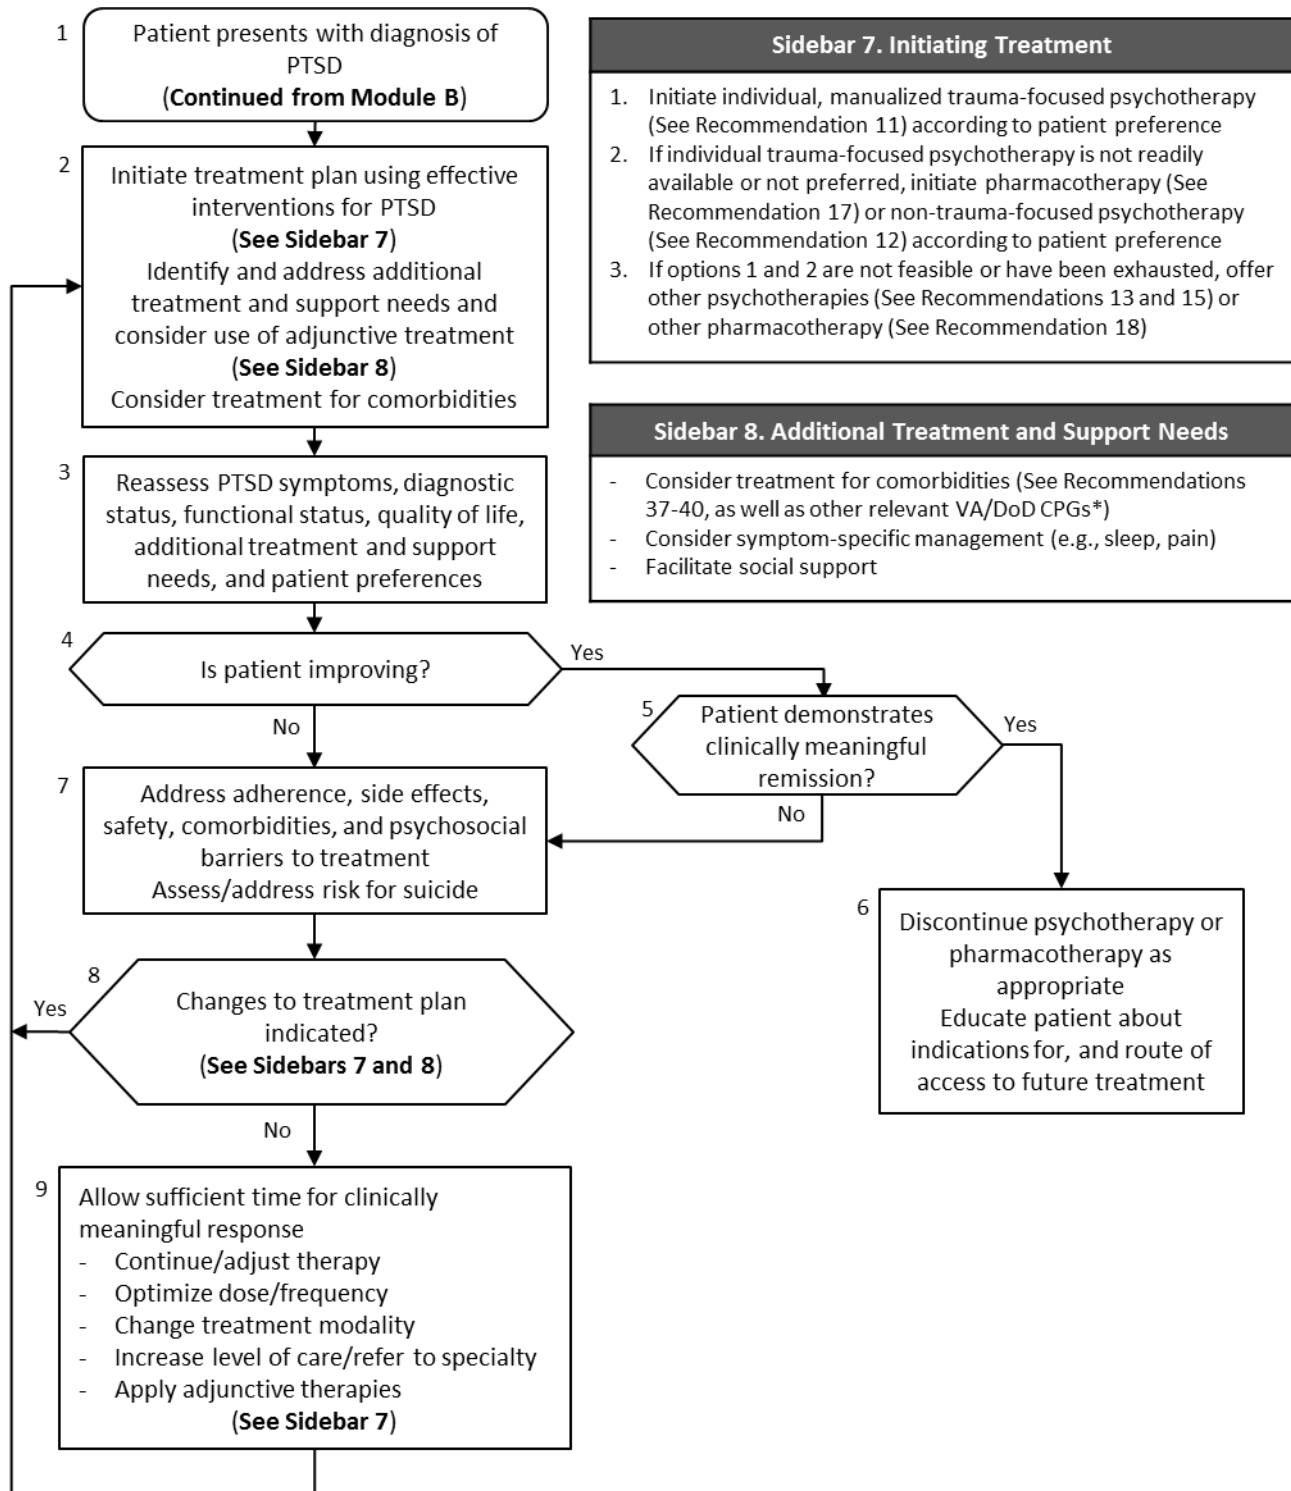 1
Patient presents with diagnosis of
PTSD
(Continued from Module B)
2
Initiate treatment plan using effective
interventions for PTSD
(See Sidebar 7)
Identify and address additional
treatment and support needs and
consider use of adjunctive treatment
(See Sidebar 8)
Consider treatment for comorbidities
Sidebar 7. Initiating Treatment
1. Initiate individual, manualized trauma-focused psychotherapy
(See Recommendation 11) according to patient preference
2. If individual trauma-focused psychotherapy is not readily
available or not preferred, initiate pharmacotherapy (See
Recommendation 17) or non-trauma-focused psychotherapy
(See Recommendation 12) according to patient preference
3. If options 1 and 2 are not feasible or have been exhausted, offer
other psychotherapies (See Recommendations 13 and 15) or
other pharmacotherapy (See Recommendation 18)
Sidebar 8. Additional Treatment and Support Needs
- Consider treatment for comorbidities (See Recommendations
37-40, as well as other relevant VA/DoD CPGs*)
- Consider symptom-specific management (e.g., sleep, pain)
- Facilitate social support
3
Reassess PTSD symptoms, diagnostic
status, functional status, quality of life,
additional treatment and support
needs, and patient preferences
4
Is patient improving?
Yes
No
5
Patient demonstrates
clinically meaningful
remission?
Yes
No
6
Discontinue psychotherapy or
pharmacotherapy as
appropriate
Educate patient about
indications for, and route of
access to future treatment
7
Address adherence, side effects,
safety, comorbidities, and psychosocial
barriers to treatment
Assess/address risk for suicide
8
Changes to treatment plan
indicated?
(See Sidebars 7 and 8)
Yes
No
9
Allow sufficient time for clinically
meaningful response
- Continue/adjust therapy
- Optimize dose/frequency
- Change treatment modality
- Increase level of care/refer to specialty
- Apply adjunctive therapies
(See Sidebar 7)